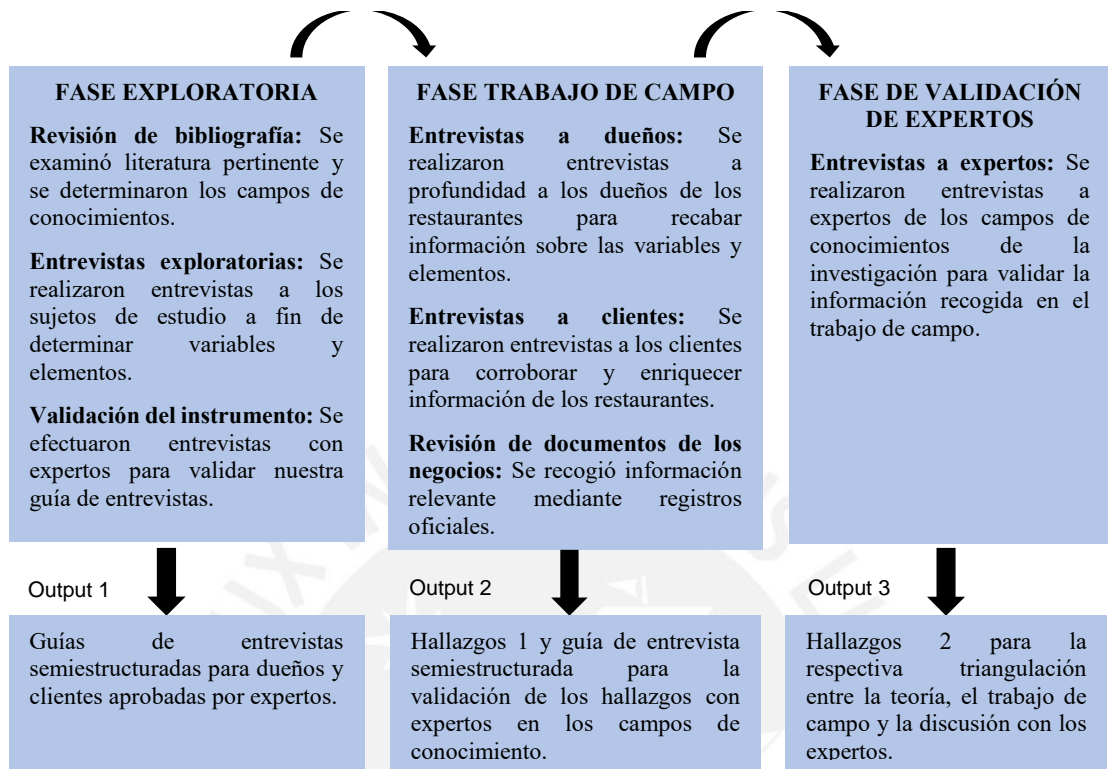 FASE EXPLORATORIA
Revisión de bibliografía: Se
examinó literatura pertinente y
se determinaron los campos de
conocimientos.
Entrevistas exploratorias: Se
realizaron entrevistas a los
sujetos de estudio a fin de
determinar variables y
elementos.
Validación del instrumento: Se
efectuaron entrevistas con
expertos para validar nuestra
guía de entrevistas.
FASE TRABAJO DE CAMPO
Entrevistas a dueños: Se
realizaron entrevistas a
profundidad a los dueños de los
restaurantes para recabar
información sobre las variables y
elementos.
Entrevistas a clientes: Se
realizaron entrevistas a los clientes
para corroborar y enriquecer
información de los restaurantes.
Revisión de documentos de los
negocios: Se recogió información
relevante mediante registros
oficiales.
FASE DE VALIDACIÓN
DE EXPERTOS
Entrevistas a expertos: Se
realizaron entrevistas a
expertos de los campos de
conocimientos de la
investigación para validar la
información recogida en el
trabajo de campo.
Output 1
Output 2
Output 3
Guías de entrevistas
semiestructuradas para dueños y
clientes aprobadas por expertos.
Hallazgos 1 y guía de entrevista
semiestructurada para la
validación de los hallazgos con
expertos en los campos de
conocimiento.
Hallazgos 2 para la
respectiva triangulación
entre la teoría, el trabajo de
campo y la discusión con los
expertos.